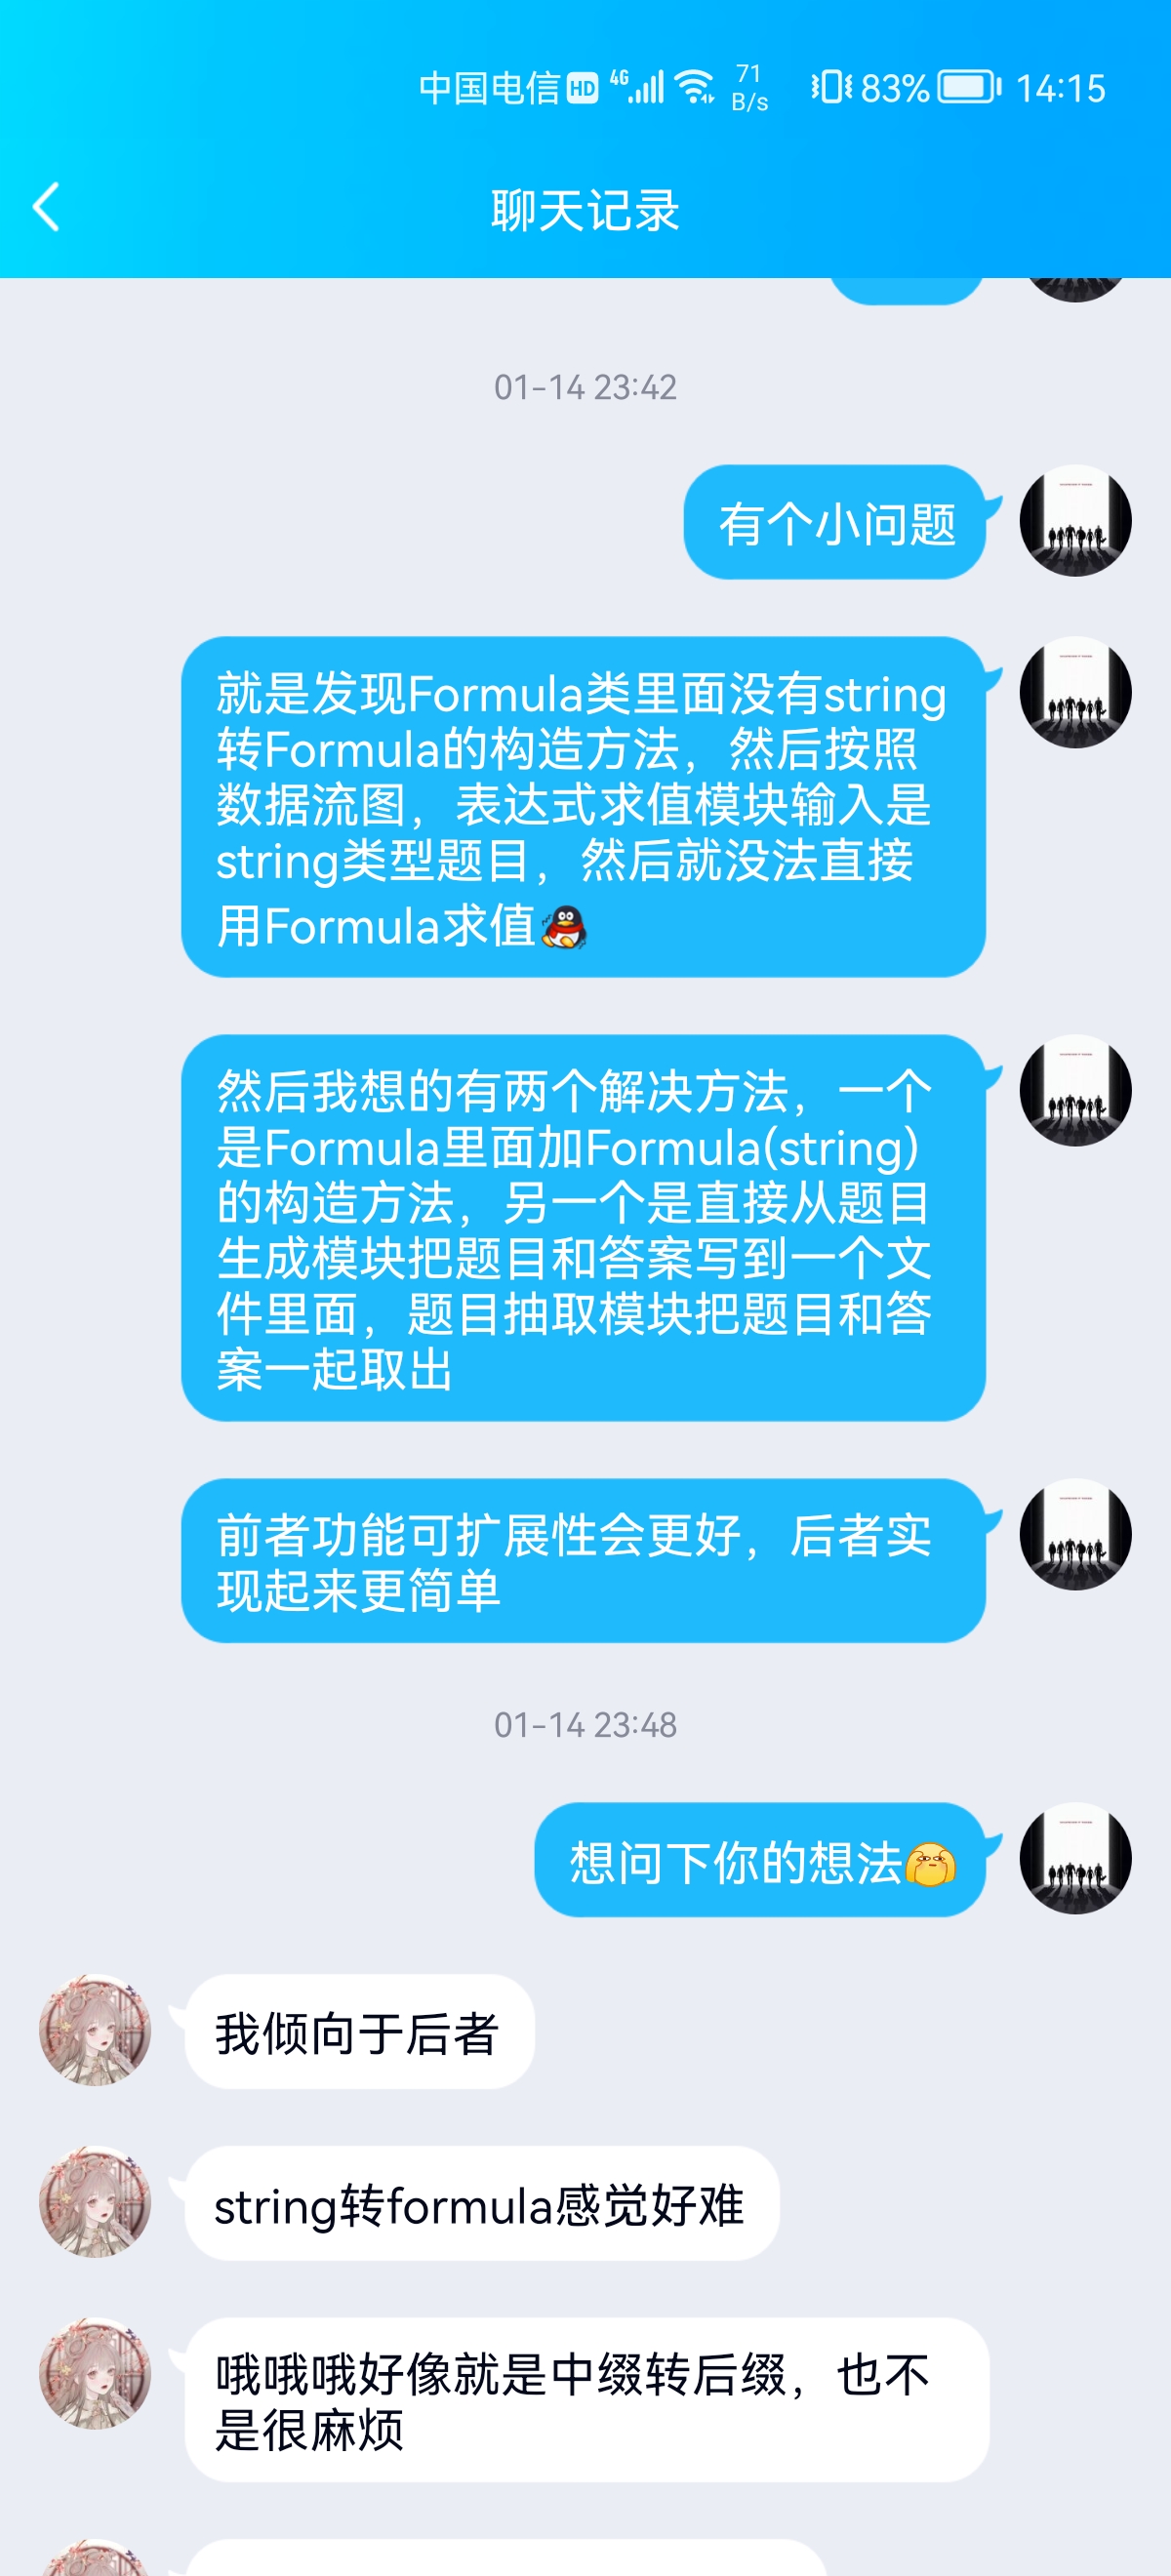 中国电信 HD 4G 71 B/s 83% 14:15
聊天记录
01-14 23:42
有个小问题
就是发现Formula类里面没有string
转Formula的构造方法，然后按照
数据流图，表达式求值模块输入是
string类型题目，然后就没法直接
用Formula求值
然后我想的有两个解决方法，一个
是Formula里面加Formula(string)
的构造方法，另一个是直接从题目
生成模块把题目和答案写到一个文
件里面，题目抽取模块把题目和答
案一起取出
前者功能可扩展性会更好，后者实
现起来更简单
01-14 23:48
想问下你的想法
我倾向于后者
string转formula感觉好难
哦哦哦好像就是中缀转后缀，也不
是很麻烦